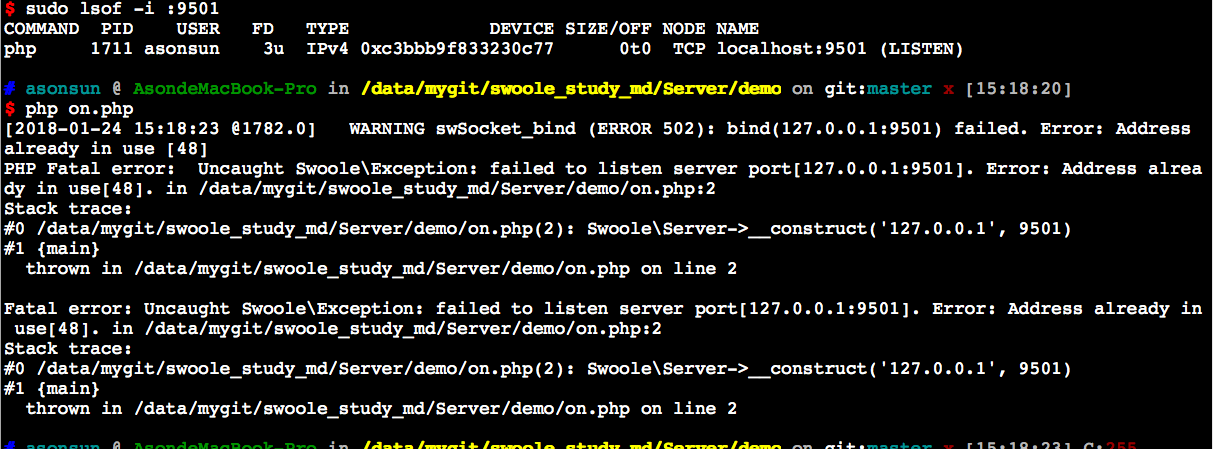 $ sudo lsof -i :9501
COMMAND  PID     USER   FD   TYPE             DEVICE SIZE/OFF NODE NAME
php     1711 asonsun    3u  IPv4 0xc3bbb9f833230c77      0t0  TCP localhost:9501 (LISTEN)
# asonsun @ AsondeMacBook-Pro in /data/mygit/swoole_study_md/Server/demo on git:master x [15:18:20]
$ php on.php
[2018-01-24 15:18:23 @1782.0]   WARNING swSocket_bind (ERROR 502): bind(127.0.0.1:9501) failed. Error: Address
already in use [48]
PHP Fatal error:  Uncaught Swoole\Exception: failed to listen server port[127.0.0.1:9501]. Error: Address alrea
dy in use[48]. in /data/mygit/swoole_study_md/Server/demo/on.php:2
Stack trace:
#0 /data/mygit/swoole_study_md/Server/demo/on.php(2): Swoole\Server->__construct('127.0.0.1', 9501)
#1 {main}
  thrown in /data/mygit/swoole_study_md/Server/demo/on.php on line 2
Fatal error: Uncaught Swoole\Exception: failed to listen server port[127.0.0.1:9501]. Error: Address already in
 use[48]. in /data/mygit/swoole_study_md/Server/demo/on.php:2
Stack trace:
#0 /data/mygit/swoole_study_md/Server/demo/on.php(2): Swoole\Server->__construct('127.0.0.1', 9501)
#1 {main}
  thrown in /data/mygit/swoole_study_md/Server/demo/on.php on line 2
# asonsun @ AsondeMacBook-Pro in /data/mygit/swoole_study_md/Server/demo on git:master x [15:18:23] C:255